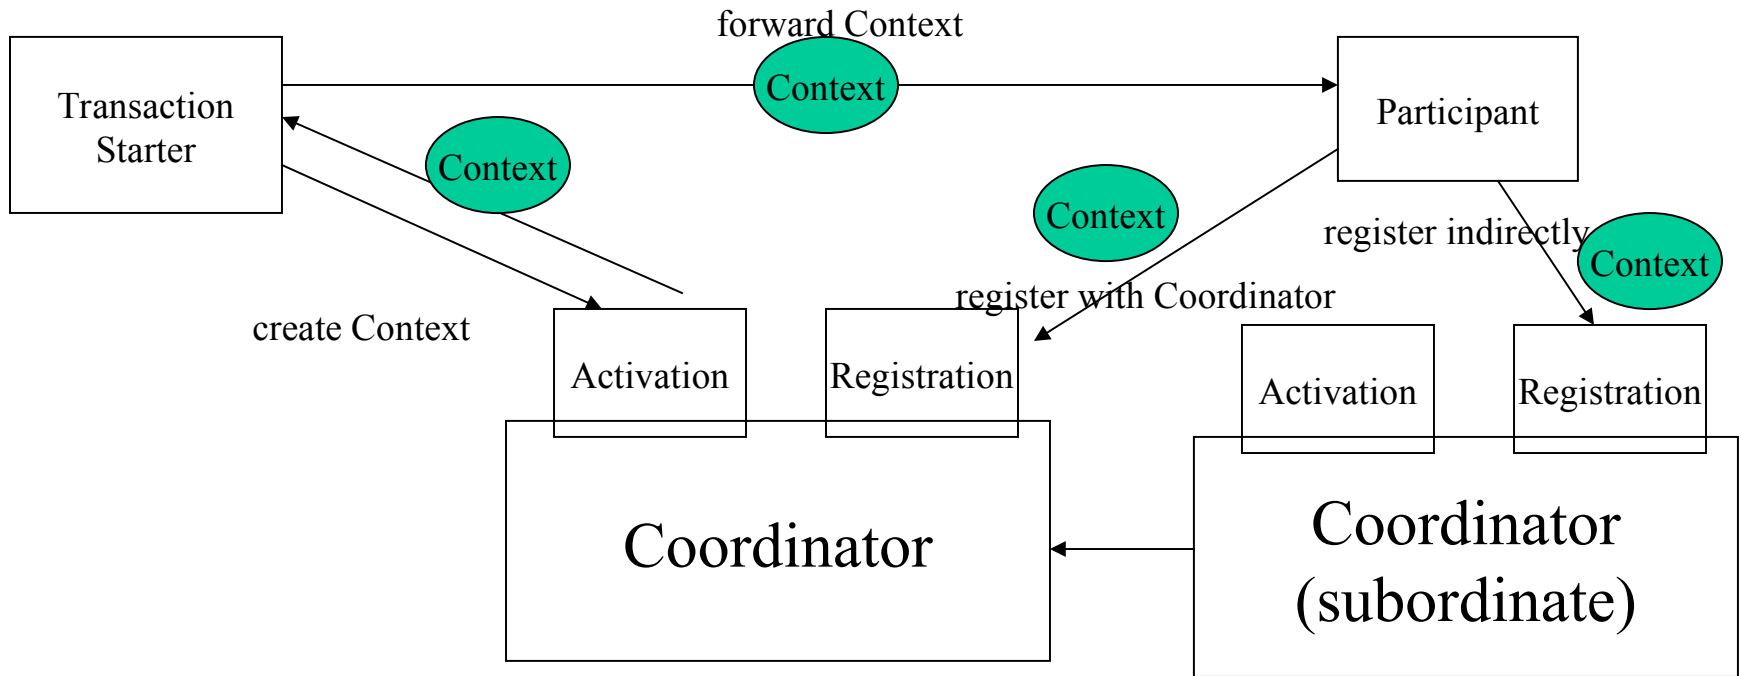 forward Context
Context
Transaction
Starter
Participant
Context
Context
register indirectly
Context
register with Coordinator
create Context
Activation
Registration
Activation
Registration
Coordinator
Coordinator
(subordinate)